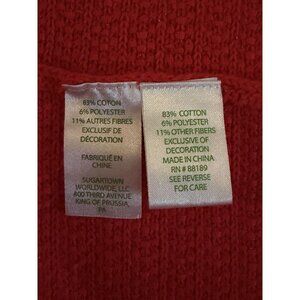 83% COTON
6% POLYESTER
11% AUTRES FIBRES
EXCLUSIF DE
DÉCORATION
FABRIQUÉ EN
CHINE
SUGARTOWN
WORLDWIDE, LLC
800 THIRD AVENUE
KING OF PRUSSIA,
PA
83% COTTON
6% POLYESTER
11% OTHER FIBERS
EXCLUSIVE OF
DECORATION
MADE IN CHINA
RN # 88189
SEE REVERSE
FOR CARE